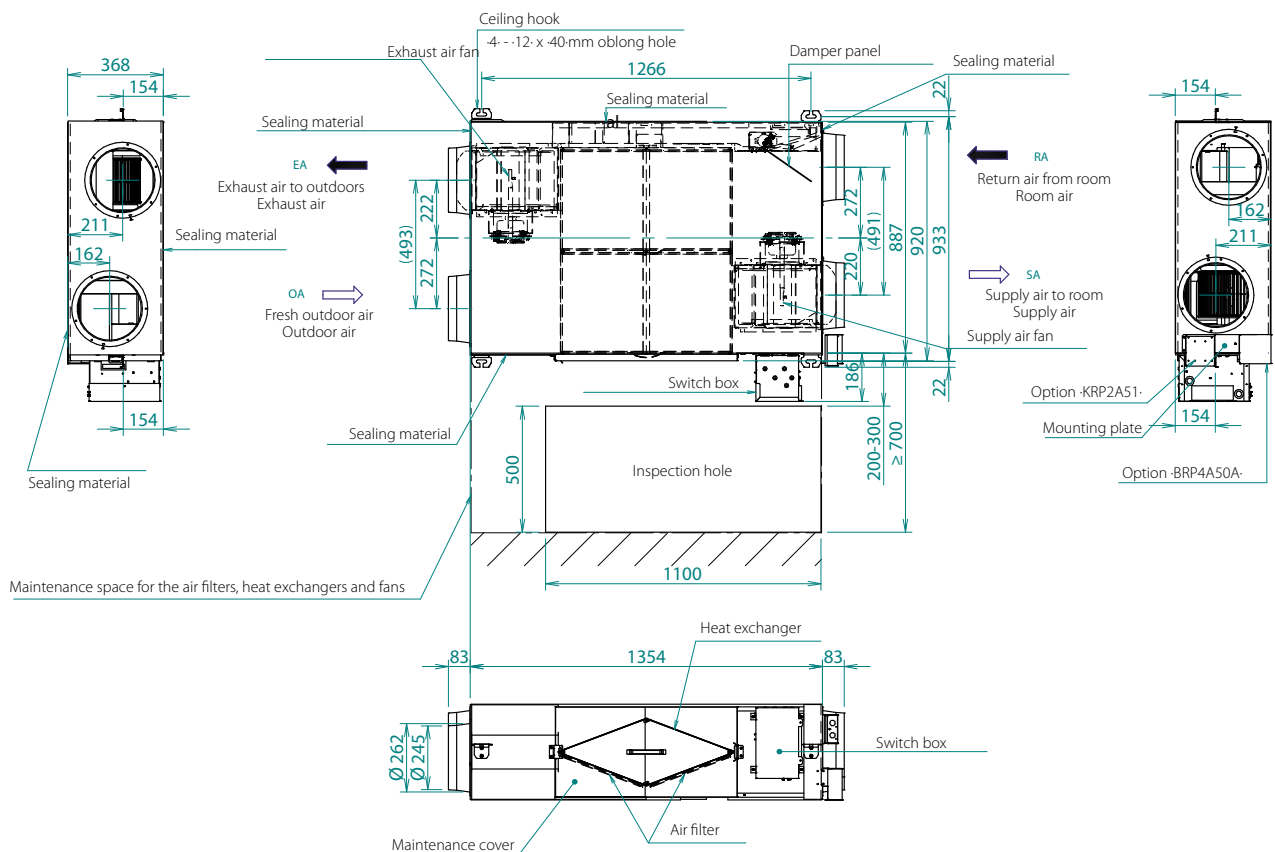 Ceiling hook
·4·-·-·12· x ·40·mm oblong hole
Exhaust air fan
Damper panel
Sealing material
368
154
1266
22
154
Sealing material
al
Sealing material
EA
Exhaust air to outdoors
Exhaust air
RA
Return air from room
Room air
211
162
Sealing material
(493)
222
272
272
(491)
220
887
920
933
162
211
OA
Fresh outdoor air
Outdoor air
SA
Supply air to room
Supply air
Supply air fan
154
Switch box
186
22
Option ·KRP2A51·
Mounting plate
154
Option ·BRP4A50A·
Sealing material
Sealing material
500
Inspection hole
200-300
≥ 700
1100
Maintenance space for the air filters, heat exchangers and fans
Heat exchanger
83
1354
83
Ø 262
Ø 245
Switch box
Air filter
Maintenance cover